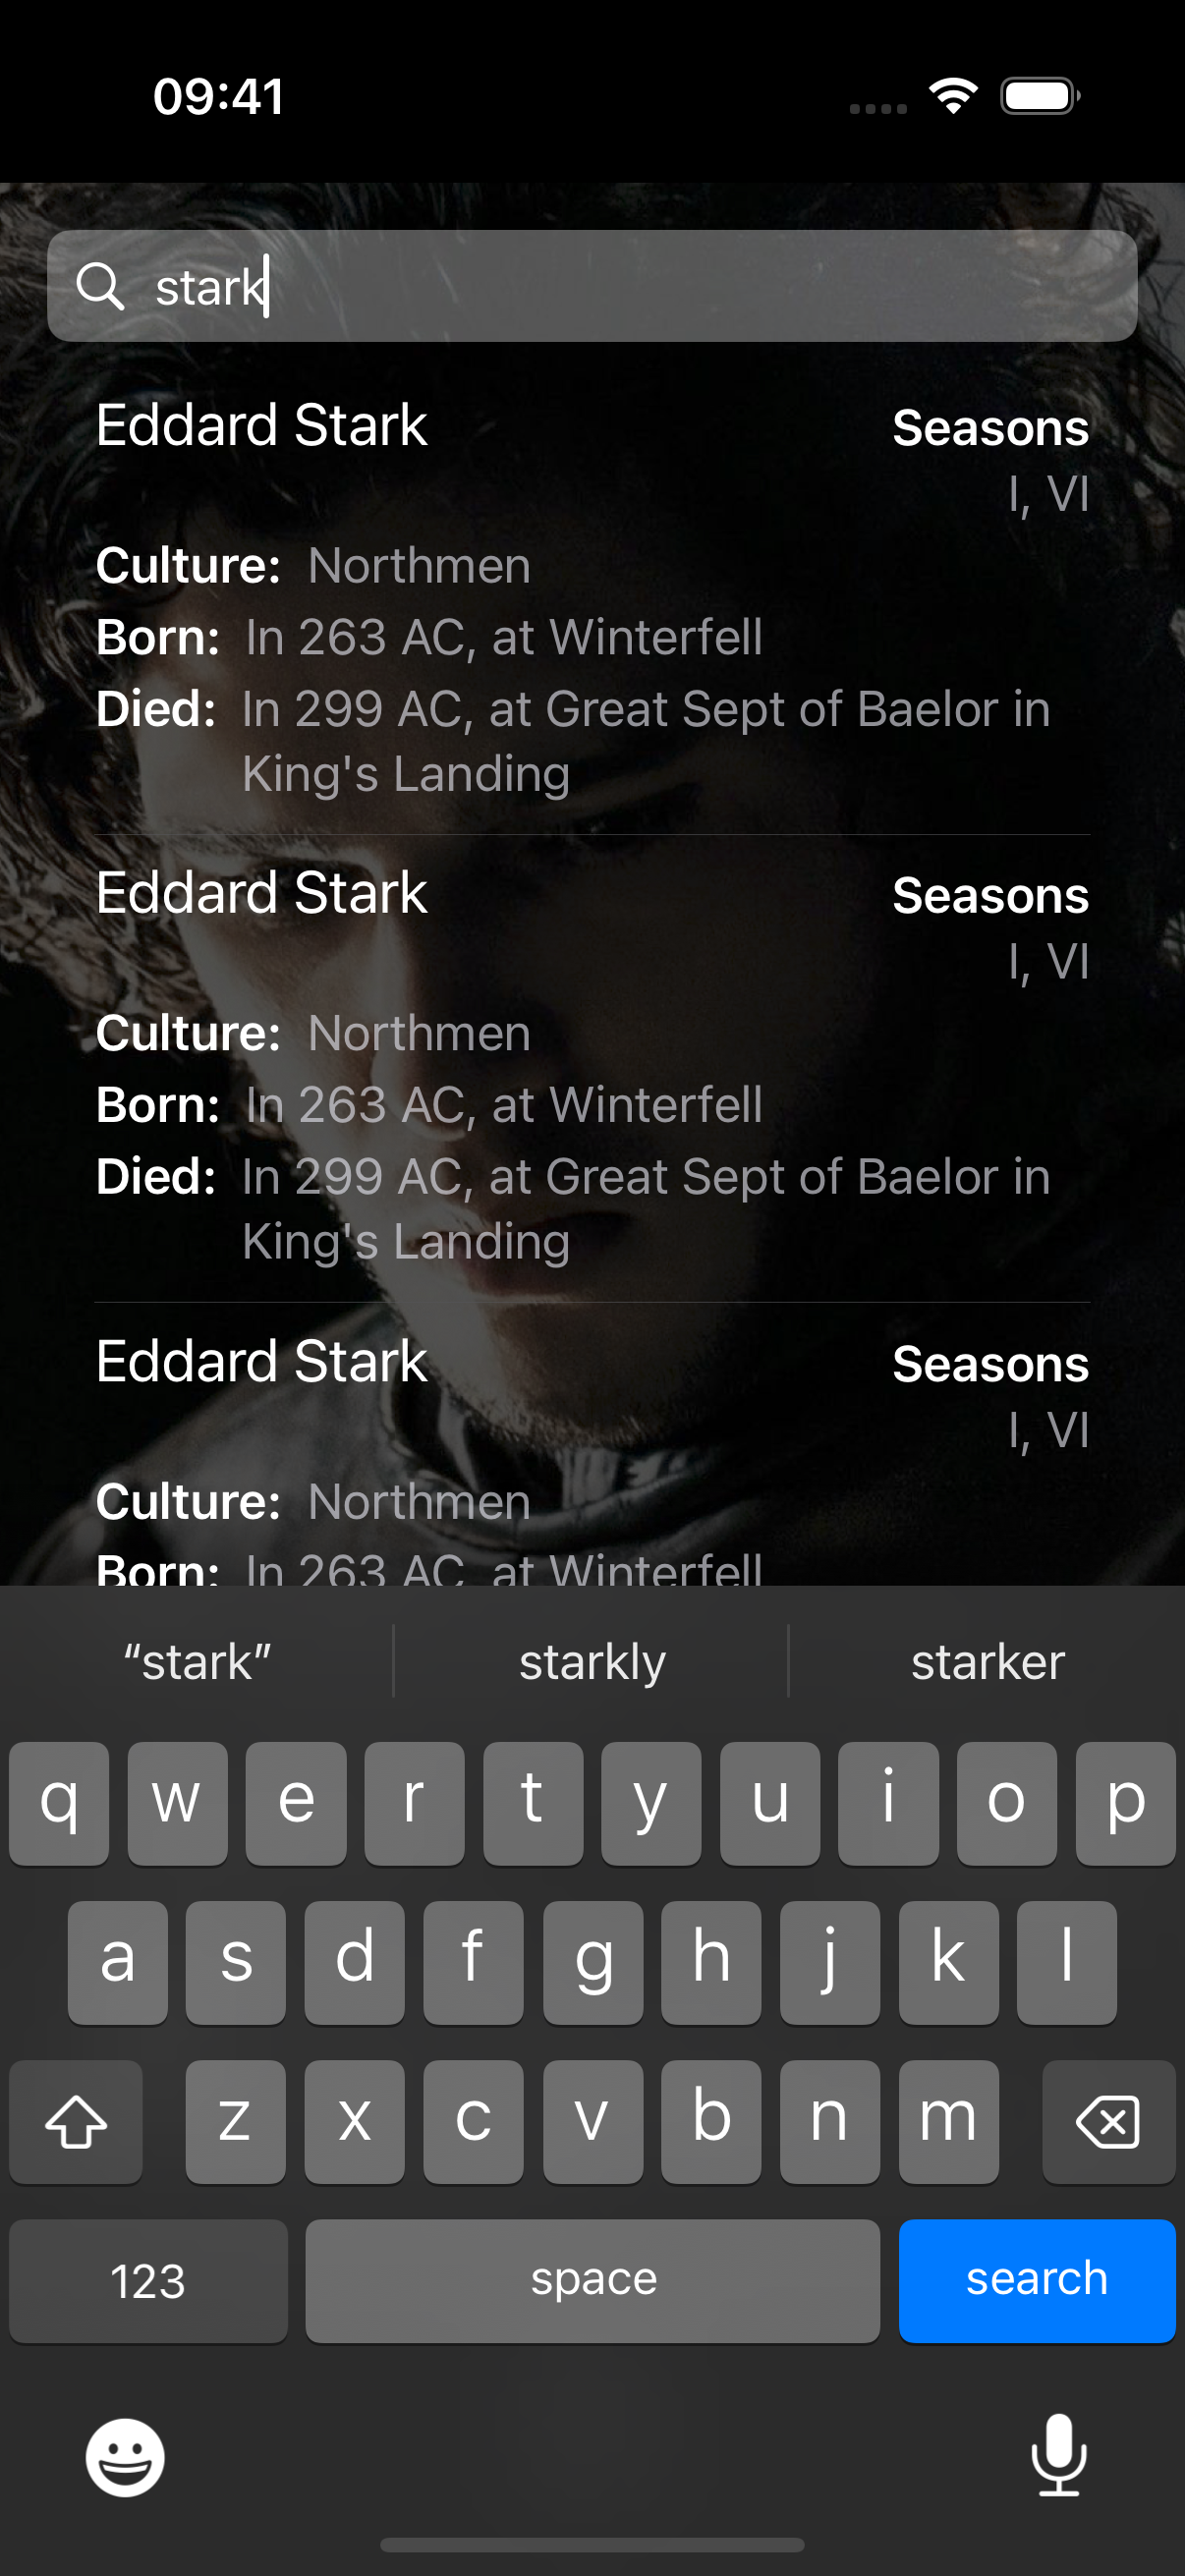 09:41
stark
Eddard Stark Seasons
I, VI
Culture: Northmen
Born: In 263 AC, at Winterfell
Died: In 299 AC, at Great Sept of Baelor in
King's Landing
Eddard Stark Seasons
I, VI
Culture: Northmen
Born: In 263 AC, at Winterfell
Died: In 299 AC, at Great Sept of Baelor in
King's Landing
Eddard Stark Seasons
I, VI
Culture: Northmen
Born: In 263 AC, at Winterfell
“stark” starkly starker
q w e r t y u i o p
a s d f g h j k l
z x c v b n m
123 space search